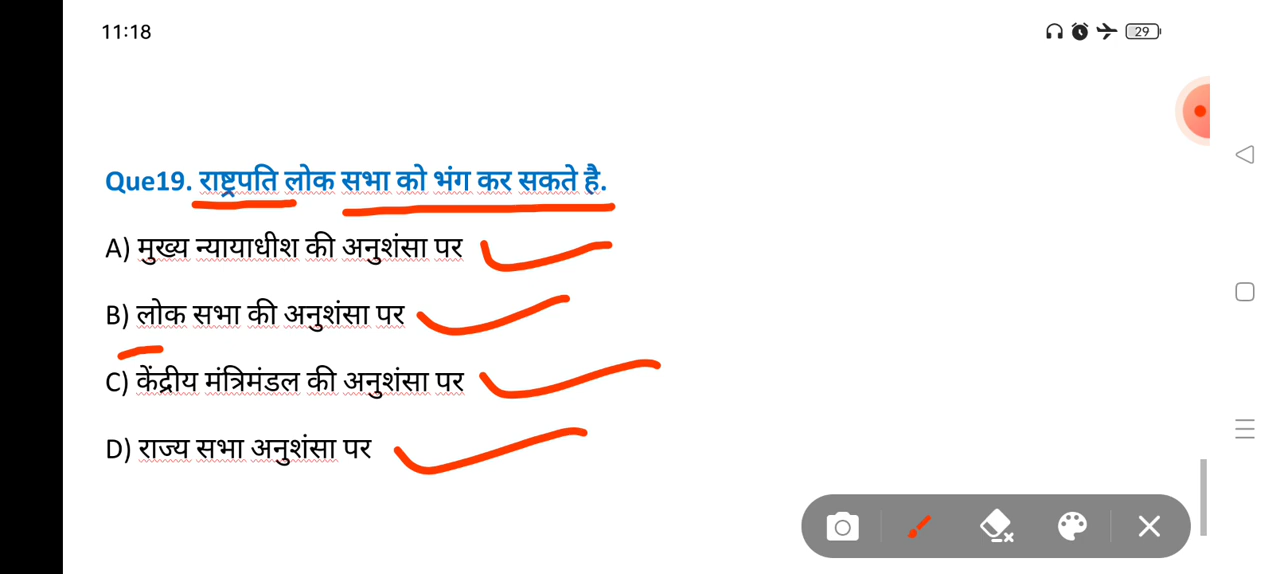 11:18
29
Que19. राष्ट्रपति लोक सभा को भंग कर सकते है.
A) मुख्य न्यायाधीश की अनुशंसा पर
B) लोक सभा की अनुशंसा पर
C) केंद्रीय मंत्रिमंडल की अनुशंसा पर
D) राज्य सभा अनुशंसा पर